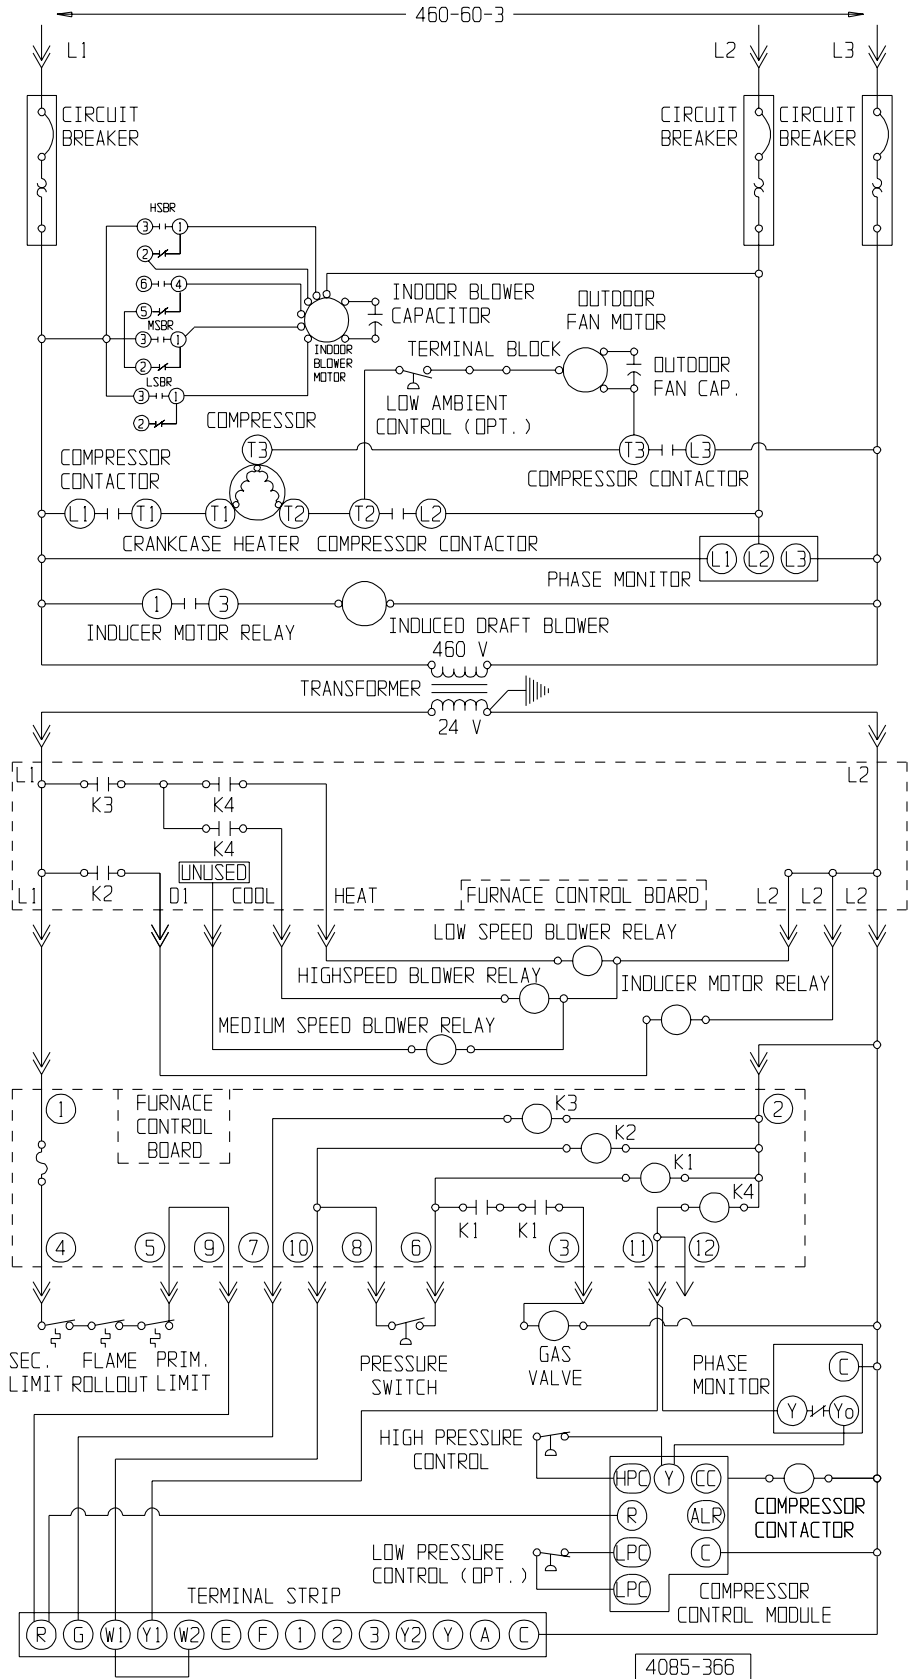 460-60-3
L1
L2
L3
CIRCUIT
BREAKER
CIRCUIT
BREAKER
CIRCUIT
BREAKER
HSBR
3 1
2
6 4
5
MSBR
3 1
2
LSBR
3 1
2
INDOOR
BLOWER
MOTOR
INDOOR BLOWER
CAPACITOR
OUTDOOR
FAN MOTOR
TERMINAL BLOCK
OUTDOOR
FAN CAP.
LOW AMBIENT
CONTROL (OPT.)
COMPRESSOR
T3
T3 L3
COMPRESSOR CONTACTOR
COMPRESSOR
CONTACTOR
L1 T1 T1 T2 T2 L2
CRANKCASE HEATER
COMPRESSOR CONTACTOR
L1 L2 L3
PHASE MONITOR
1 3
INDUCER MOTOR RELAY
INDUCED DRAFT BLOWER
460 V
TRANSFORMER
24 V
L1
L2
K3
K4
K4
UNUSED
L1
K2
D1
COOL
HEAT
FURNACE CONTROL BOARD
L2
L2
L2
LOW SPEED BLOWER RELAY
HIGHSPEED BLOWER RELAY
INDUCER MOTOR RELAY
MEDIUM SPEED BLOWER RELAY
1
FURNACE
CONTROL
BOARD
K3
2
K2
K1
K4
K1
K1
4 5 9 7 10 8 6 3 11 12
SEC.
LIMIT
FLAME
ROLLOUT
PRIM.
LIMIT
PRESSURE
SWITCH
GAS
VALVE
PHASE
MONITOR
C
Y Yo
HIGH PRESSURE
CONTROL
HPC Y CC
R ALR
LPC C
LPC
COMPRESSOR
CONTACTOR
LOW PRESSURE
CONTROL (OPT.)
COMPRESSOR
CONTROL MODULE
TERMINAL STRIP
R G W1 Y1 W2 E F 1 2 3 Y2 Y A C
4085-366